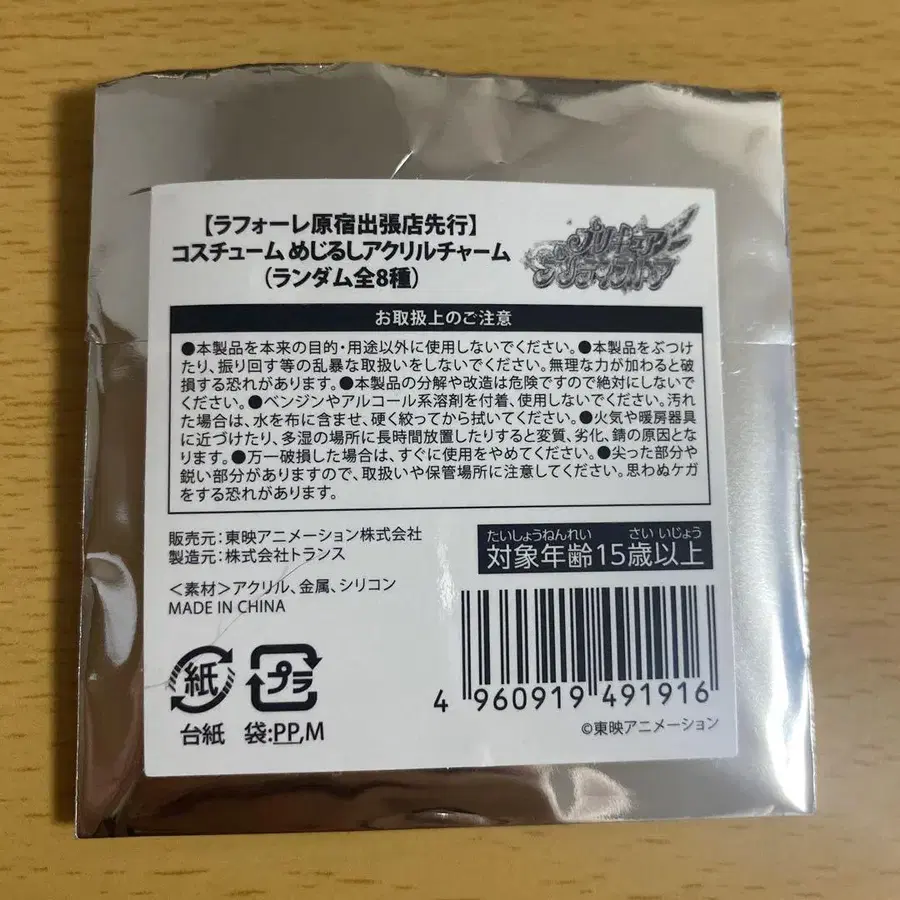 【ラフォーレ原宿出張店先行】
コスチューム めじるしアクリルチャーム
(ランダム全8種)
プリキュア
プリティストア
お取扱上のご注意
●本製品を本来の目的・用途以外に使用しないでください。●本製品をぶつけ
たり、振り回す等の乱暴な取扱いをしないでください。無理な力が加わると破
損する恐れがあります。●本製品の分解や改造は危険ですので絶対にしないで
ください。●ベンジンやアルコール系溶剤を付着、使用しないでください。汚れ
た場合は、水を布に含ませ、硬く絞ってから拭いてください。●火気や暖房器具
に近づけたり、多湿の場所に長時間放置したりすると変質、劣化、錆の原因とな
ります。●万一破損した場合は、すぐに使用をやめてください。●尖った部分や
鋭い部分がありますので、取扱いや保管場所に注意してください。思わぬケガ
をする恐れがあります。
販売元:東映アニメーション株式会社
製造元:株式会社トランス
<素材>アクリル、金属、シリコン
MADE IN CHINA
たいしょうねんれい さい いじょう
対象年齢15歳以上
紙
プラ
台紙 袋:PP,M
4 960919 491916
©東映アニメーション